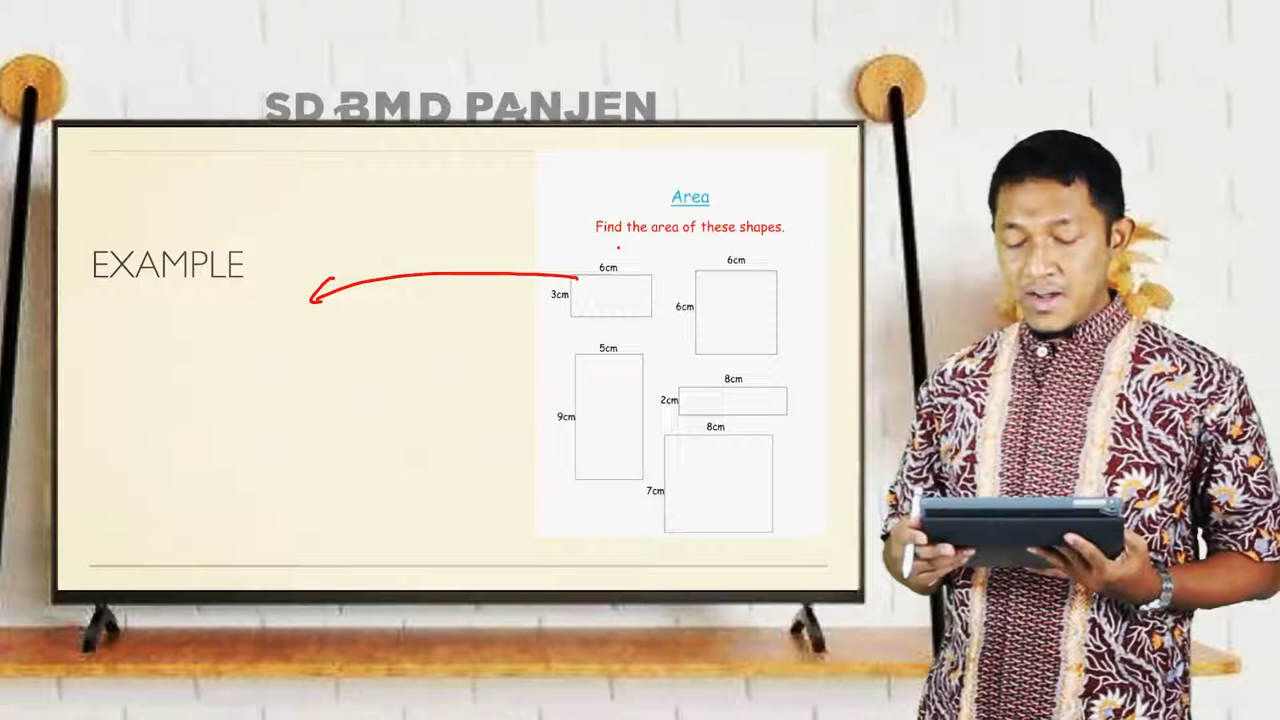 SD BMD PANJEN
EXAMPLE
Area
Find the area of these shapes.
6cm
3cm
6cm
6cm
5cm
9cm
8cm
2cm
8cm
7cm